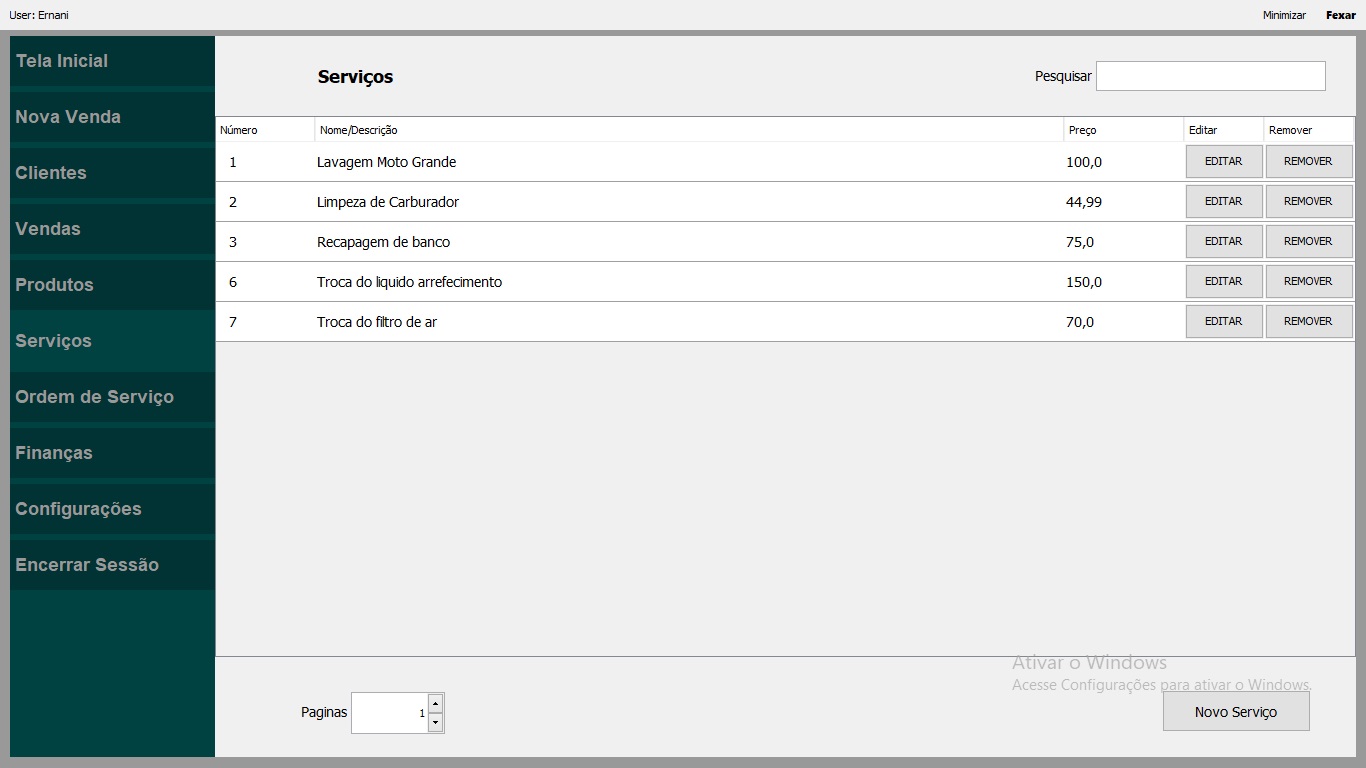 User: Ernani Minimizar Fexar
Tela Inicial
Nova Venda
Clientes
Vendas
Produtos
Serviços
Ordem de Serviço
Finanças
Configurações
Encerrar Sessão
Serviços Pesquisar
Número Nome/Descrição Preço Editar Remover
1 Lavagem Moto Grande 100,0 EDITAR REMOVER
2 Limpeza de Carburador 44,99 EDITAR REMOVER
3 Recapagem de banco 75,0 EDITAR REMOVER
6 Troca do liquido arrefecimento 150,0 EDITAR REMOVER
7 Troca do filtro de ar 70,0 EDITAR REMOVER
Ativar o Windows
Acesse Configurações para ativar o Windows.
Paginas 1 Novo Serviço